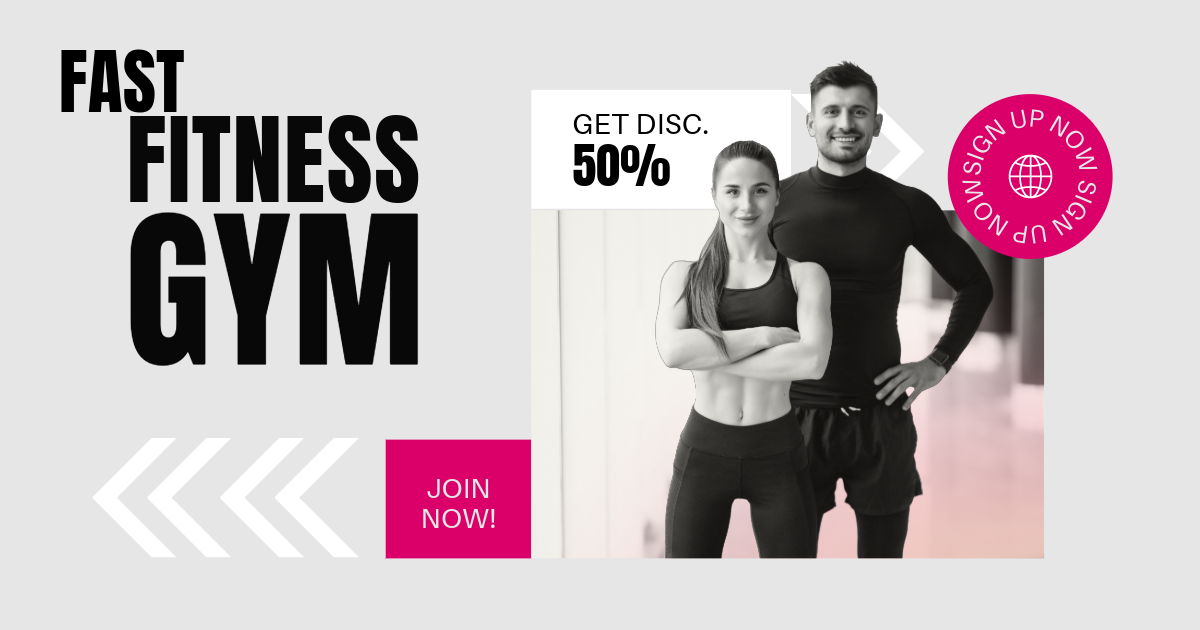 FAST
FITNESS
GYM
GET DISC.
50%
SIGN UP NOW SIGN UP NOW
JOIN
NOW!